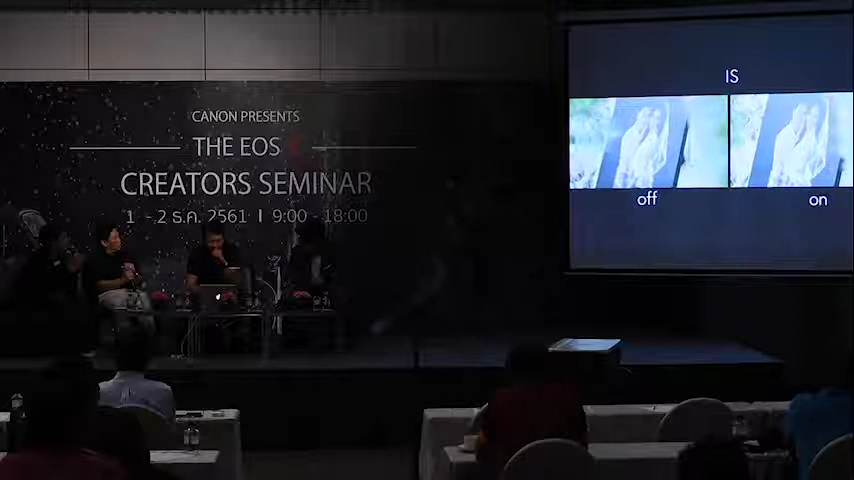 CANON PRESENTS
THE EOS R
CREATORS SEMINAR
1 - 2 ธ.ค. 2561 I 9:00 - 18:00
IS
off
on